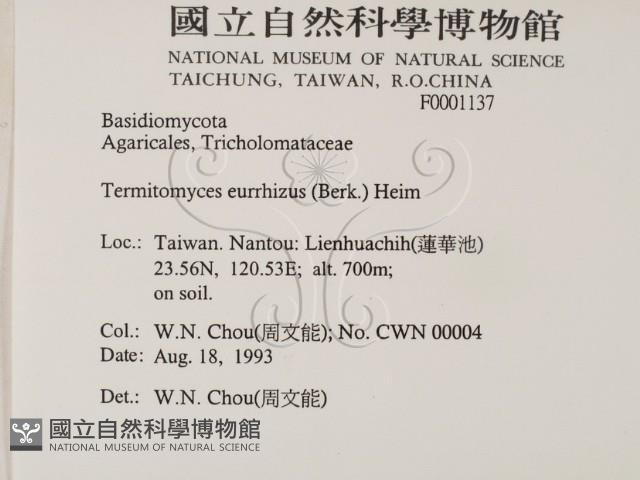 國立自然科學博物館
NATIONAL MUSEUM OF NATURAL SCIENCE
TAICHUNG, TAIWAN, R.O.CHINA
F0001137
Basidiomycota
Agaricales, Tricholomataceae
Termitomyces eurrhizus (Berk.) Heim
Loc.: Taiwan. Nantou: Lienhuachih(蓮華池)
23.56N, 120.53E; alt. 700m;
on soil.
Col.: W.N. Chou(周文能); No. CWN 00004
Date: Aug. 18, 1993
Det.: W.N. Chou(周文能)
國立自然科學博物館
NATIONAL MUSEUM OF NATURAL SCIENCE